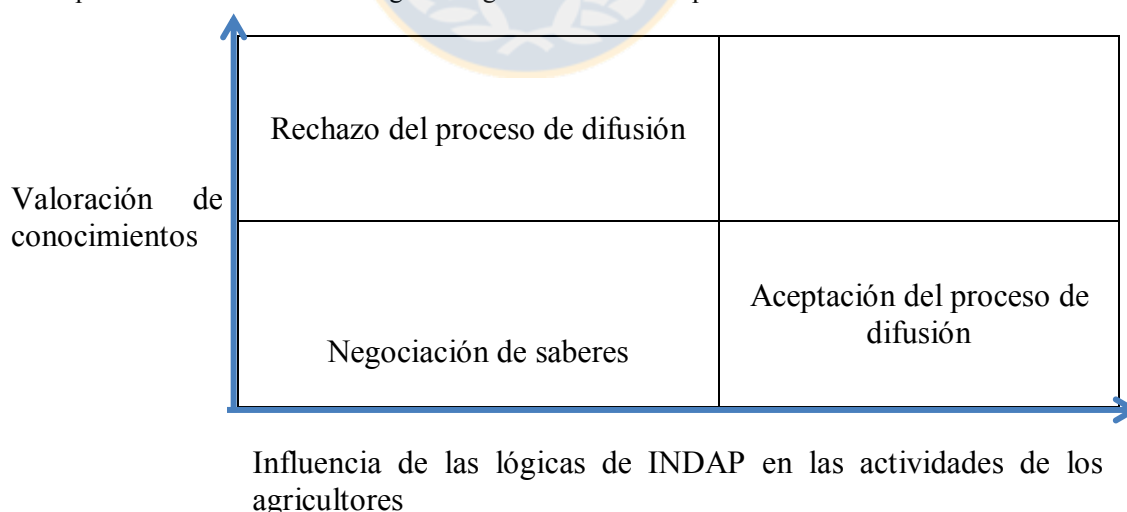 Rechazo del proceso de difusión
Valoración de
conocimientos
Aceptación del proceso de
difusión
Negociación de saberes
Influencia de las lógicas de INDAP en las actividades de los
agricultores